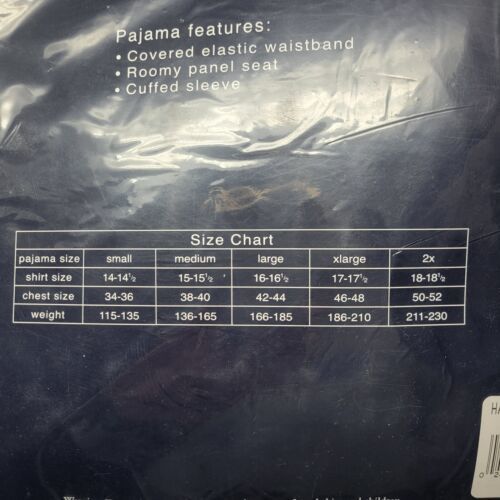 Pajama features:
• Covered elastic waistband
• Roomy panel seat
• Cuffed sleeve
Size Chart
pajama size small medium large xlarge 2x
shirt size 14-14½ 15-15½ 16-16½ 17-17½ 18-18½
chest size 34-36 38-40 42-44 46-48 50-52
weight 115-135 136-165 166-185 186-210 211-230
HA
0